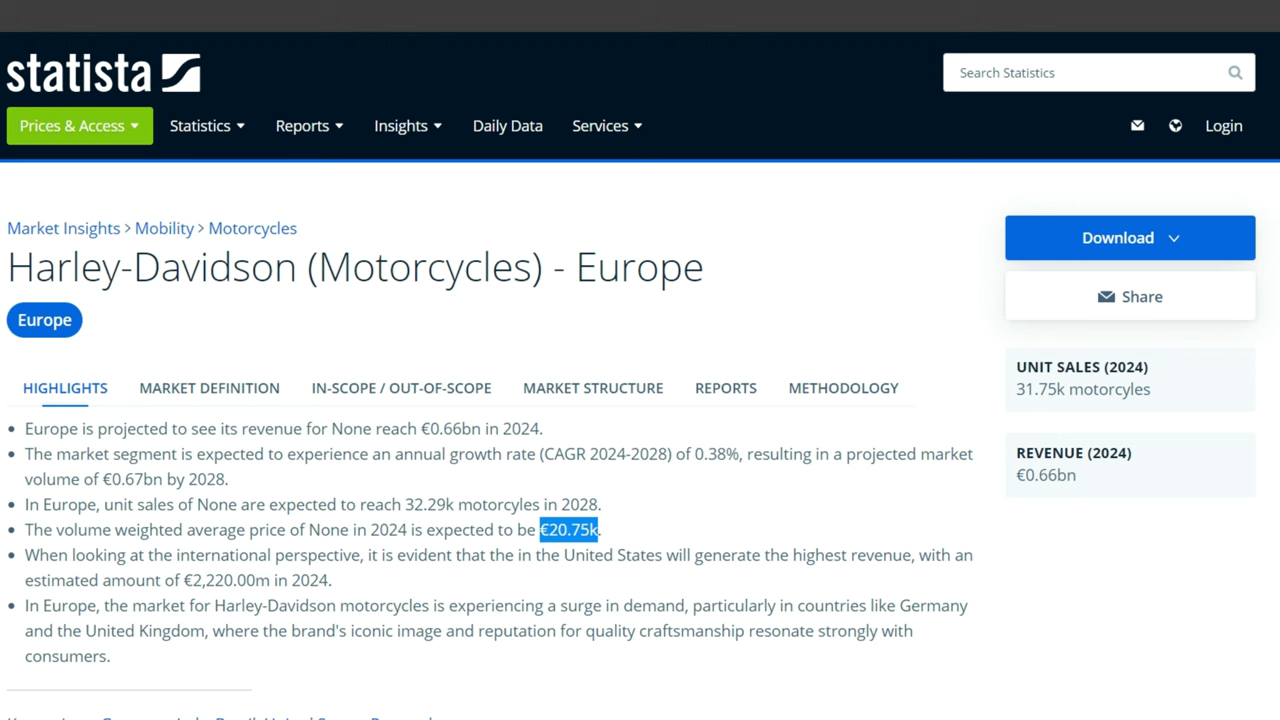 statista
Search Statistics
Prices & Access
Statistics
Reports
Insights
Daily Data
Services
Login
Market Insights > Mobility > Motorcycles
Harley-Davidson (Motorcycles) - Europe
Europe
Download
Share
HIGHLIGHTS
MARKET DEFINITION
IN-SCOPE / OUT-OF-SCOPE
MARKET STRUCTURE
REPORTS
METHODOLOGY
UNIT SALES (2024)
31.75k motorcyles
REVENUE (2024)
€0.66bn
• Europe is projected to see its revenue for None reach €0.66bn in 2024.
• The market segment is expected to experience an annual growth rate (CAGR 2024-2028) of 0.38%, resulting in a projected market
volume of €0.67bn by 2028.
• In Europe, unit sales of None are expected to reach 32.29k motorcyles in 2028.
• The volume weighted average price of None in 2024 is expected to be €20.75k.
• When looking at the international perspective, it is evident that the in the United States will generate the highest revenue, with an
estimated amount of €2,220.00m in 2024.
• In Europe, the market for Harley-Davidson motorcycles is experiencing a surge in demand, particularly in countries like Germany
and the United Kingdom, where the brand's iconic image and reputation for quality craftsmanship resonate strongly with
consumers.